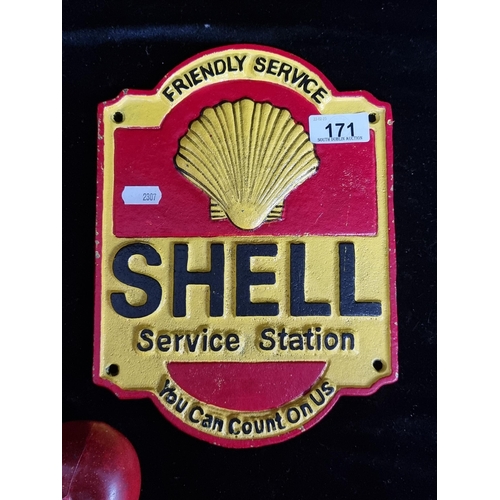 FRIENDLY SERVICE
171
2307
SHELL
Service Station
You Can Count On Us